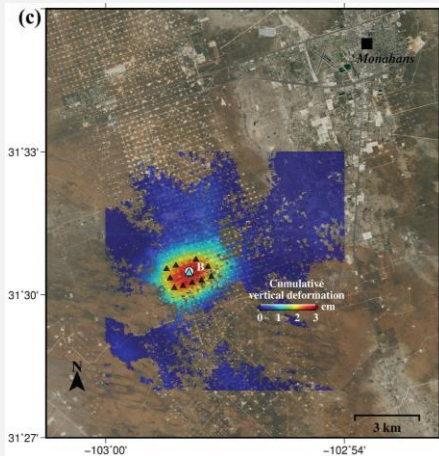 (c)
Monahans
31°33'
B
31°30'
Cumulative
vertical deformation
cm
0 1 2 3
N
3 km
31°27'
-103°00' -102°54'